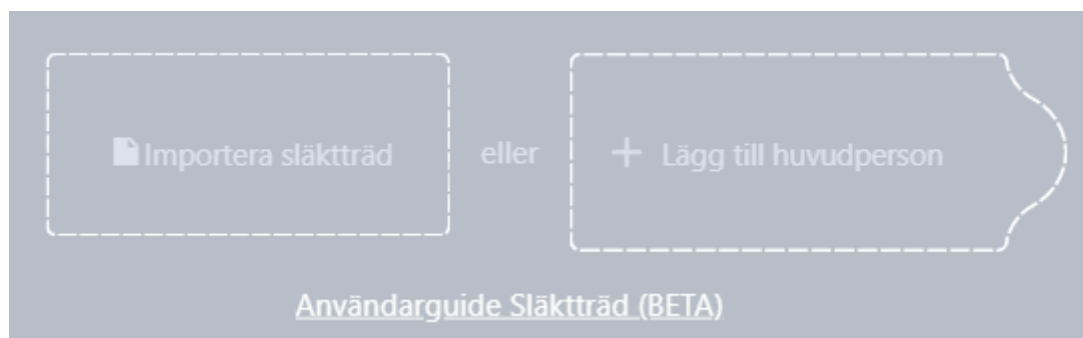 Importera släktträd eller + Lägg till huvudperson
Användarguide Släktträd (BETA)